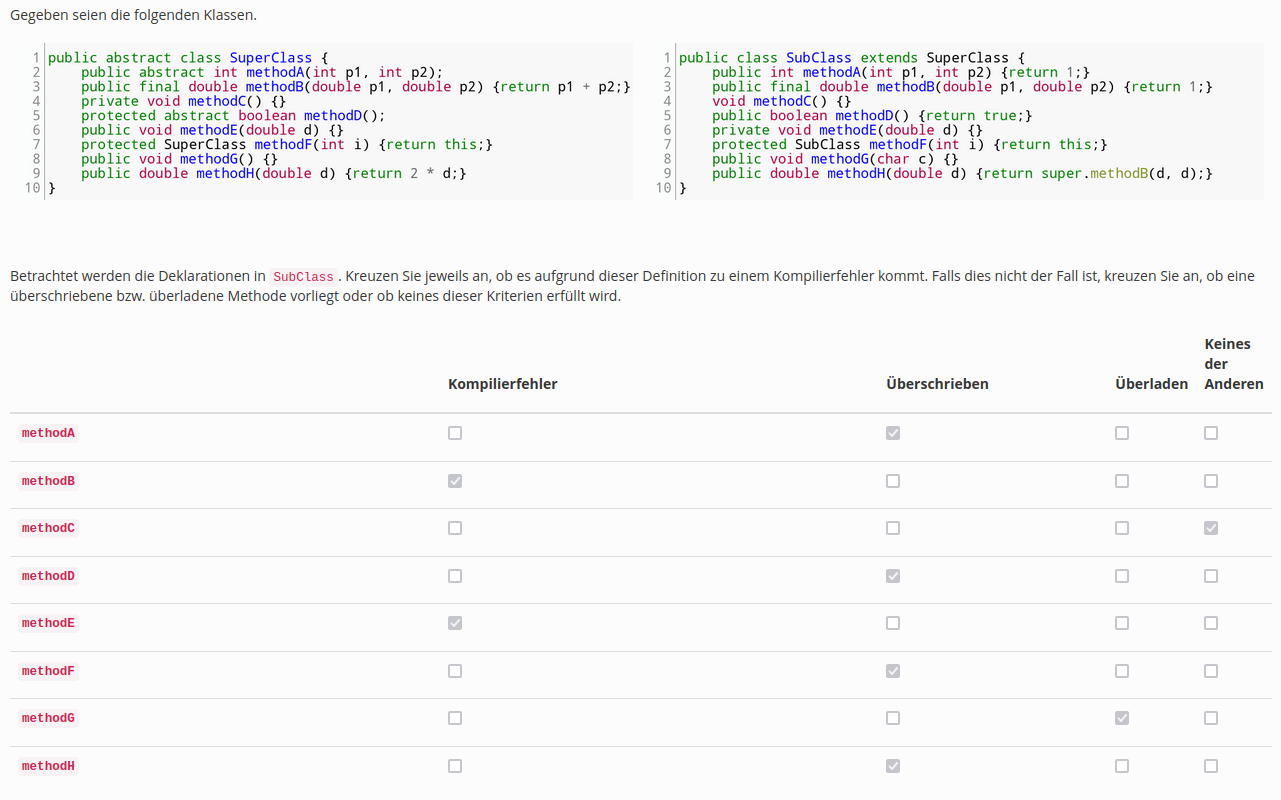 Gegeben seien die folgenden Klassen.
1 public abstract class SuperClass {
2     public abstract int methodA(int p1, int p2);
3     public final double methodB(double p1, double p2) {return p1 + p2;}
4     private void methodC() {}
5     protected abstract boolean methodD();
6     public void methodE(double d) {}
7     protected SuperClass methodF(int i) {return this;}
8     public void methodG() {}
9     public double methodH(double d) {return 2 * d;}
10 }
1 public class SubClass extends SuperClass {
2     public int methodA(int p1, int p2) {return 1;}
3     public final double methodB(double p1, double p2) {return 1;}
4     void methodC() {}
5     public boolean methodD() {return true;}
6     private void methodE(double d) {}
7     protected SubClass methodF(int i) {return this;}
8     public void methodG(char c) {}
9     public double methodH(double d) {return super.methodB(d, d);}
10 }
Betrachtet werden die Deklarationen in SubClass . Kreuzen Sie jeweils an, ob es aufgrund dieser Definition zu einem Kompilierfehler kommt. Falls dies nicht der Fall ist, kreuzen Sie an, ob eine
überschriebene bzw. überladene Methode vorliegt oder ob keines dieser Kriterien erfüllt wird.
Kompilierfehler Überschrieben Überladen Keines
der
Anderen
methodA
methodB
methodC
methodD
methodE
methodF
methodG
methodH